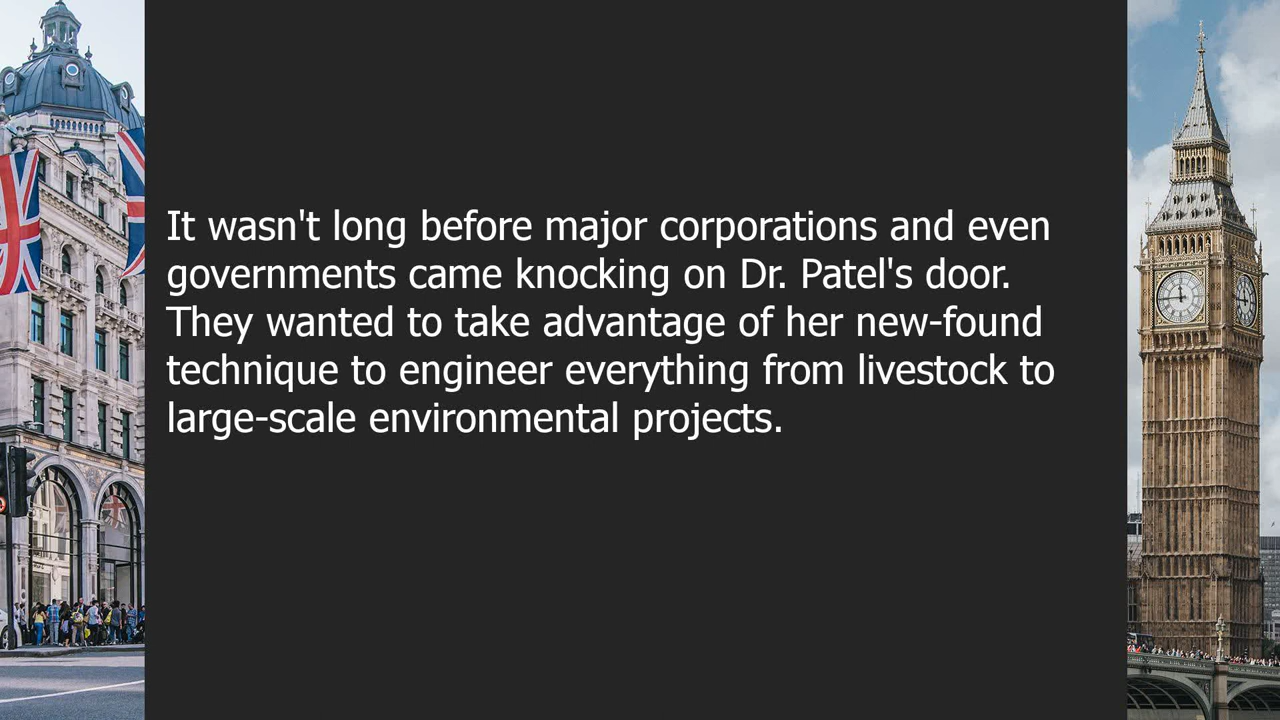 It wasn't long before major corporations and even
governments came knocking on Dr. Patel's door.
They wanted to take advantage of her new-found
technique to engineer everything from livestock to
large-scale environmental projects.